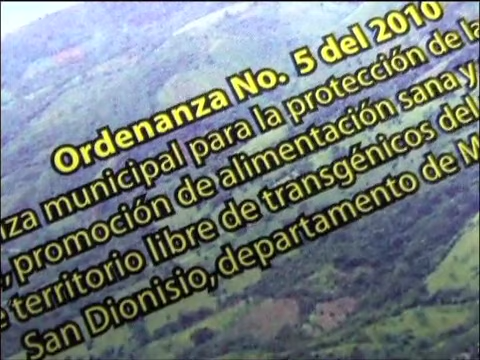 Ordenanza No. 5 del 2010
municipal para la protección de la
promoción de alimentación sana y
territorio libre de transgénicos del
San Dionisio, departamento de M